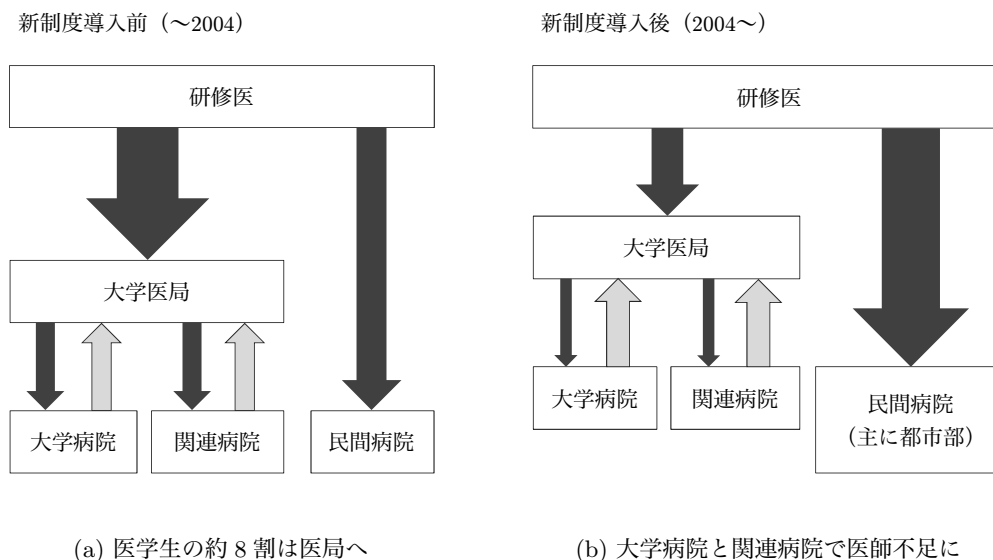 新制度導入前（～2004）
研修医
大学医局
大学病院
関連病院
民間病院
(a) 医学生の約 8 割は医局へ
新制度導入後（2004～）
研修医
大学医局
大学病院
関連病院
民間病院
（主に都市部）
(b) 大学病院と関連病院で医師不足に